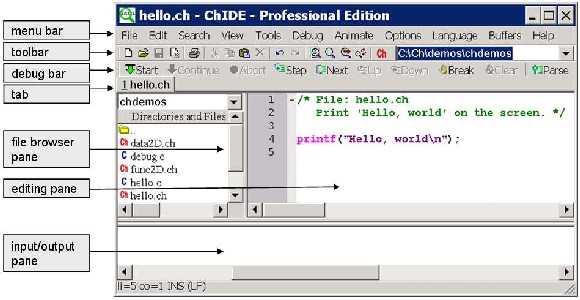 hello.ch - ChIDE - Professional Edition
menu bar
File Edit Search View Tools Debug Animate Options Language Buffers Help
toolbar
Ch C:\Ch\demos\chdemos
debug bar
Start Continue Abort Step Next Up Down Break Clear Parse
tab
1 hello.ch
chdemos
Directories and Files
..
Ch data2D.ch
C debug.c
Ch func2D.ch
C hello.c
Ch hello.ch
file browser
pane
editing pane
1 -/* File: hello.ch
2 Print 'Hello, world' on the screen. */
3
4 printf("Hello, world\n");
5
input/output
pane
li=5 co=1 INS (LF)